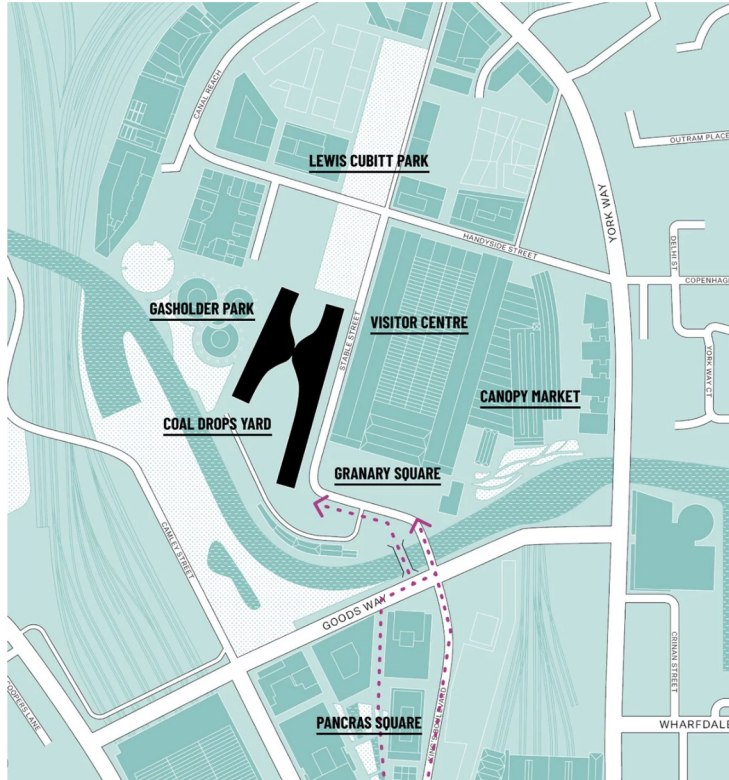 CANAL REACH
OUTRAM PLACE
LEWIS CUBITT PARK
YORK WAY
HANDYSIDE STREET
DELHI ST
COPENHAG
GASHOLDER PARK
VISITOR CENTRE
STABLE STREET
YORK WAY CT
CANOPY MARKET
COAL DROPS YARD
GRANARY SQUARE
CAMLEY STREET
GOODS WAY
CRINAN STREET
OOPERS LANE
PANCRAS SQUARE
WHARFDAL